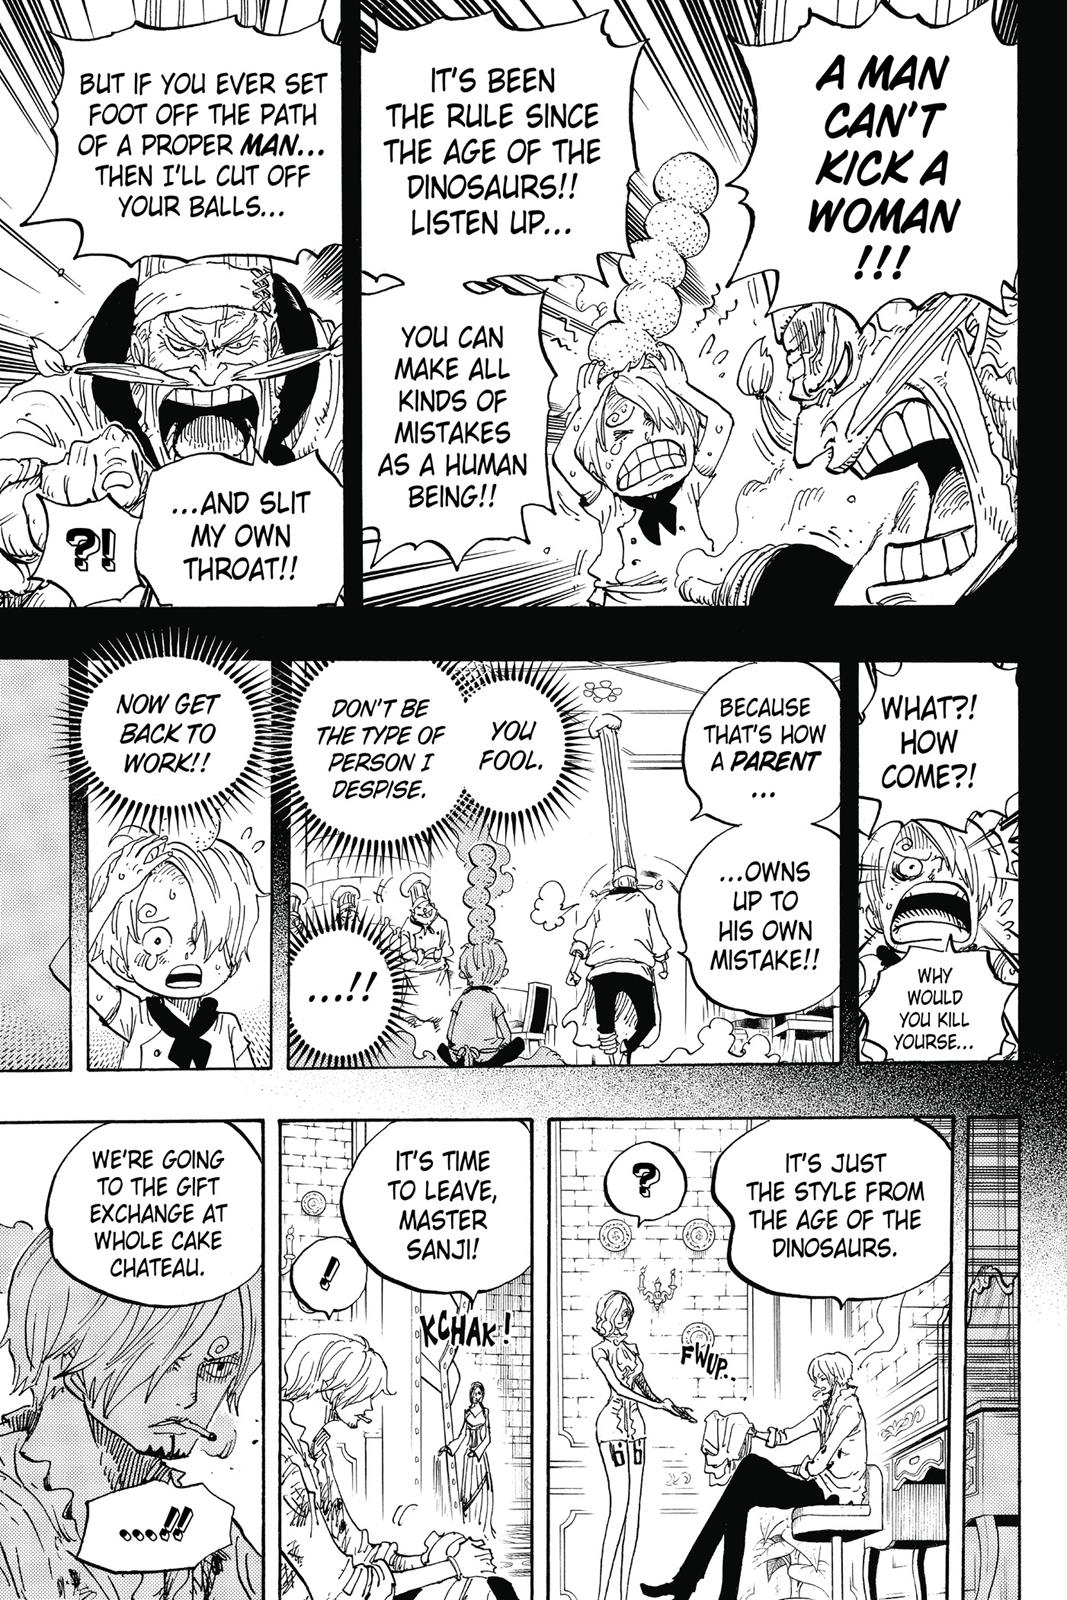 A MAN
CAN'T
KICK A
WOMAN
!!!
IT'S BEEN
THE RULE SINCE
THE AGE OF THE
DINOSAURS!!
LISTEN UP...
YOU CAN
MAKE ALL
KINDS OF
MISTAKES
AS A HUMAN
BEING!!
BUT IF YOU EVER SET
FOOT OFF THE PATH
OF A PROPER MAN...
THEN I'LL CUT OFF
YOUR BALLS...
...AND SLIT
MY OWN
THROAT!!
?!
WHAT?!
HOW
COME?!
WHY
WOULD
YOU KILL
YOURSE...
BECAUSE
THAT'S HOW
A PARENT
...
...OWNS
UP TO
HIS OWN
MISTAKE!!
YOU
FOOL.
DON'T BE
THE TYPE OF
PERSON I
DESPISE.
...!!
NOW GET
BACK TO
WORK!!
IT'S JUST
THE STYLE FROM
THE AGE OF THE
DINOSAURS.
?
FWUP...
66
IT'S TIME
TO LEAVE,
MASTER
SANJI!
!
KCHAK!
WE'RE GOING
TO THE GIFT
EXCHANGE AT
WHOLE CAKE
CHATEAU.
...!!